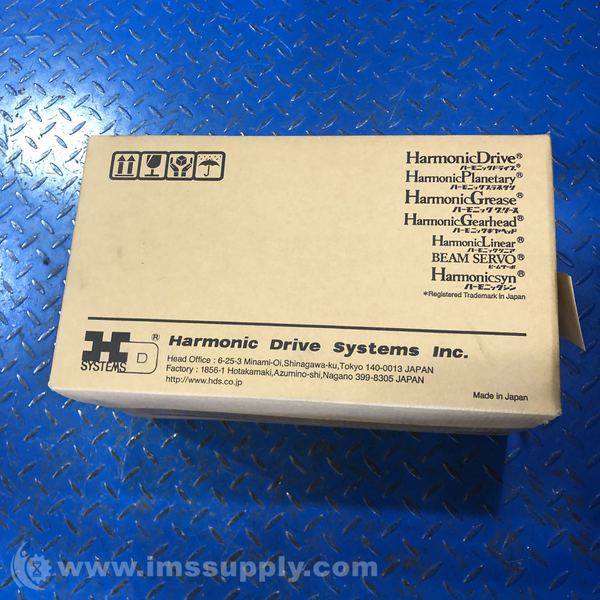 HarmonicDrive®
ハーモニックドライブ®
HarmonicPlanetary®
ハーモニックプラネタリ
HarmonicGrease®
ハーモニックグリース
HarmonicGearhead®
ハーモニックギヤヘッド
HarmonicLinear®
ハーモニックリニア
BEAM SERVO®
ビームサーボ
Harmonicsyn®
ハーモニックシン
*Registered Trademark in Japan
HD®
SYSTEMS
Harmonic Drive Systems Inc.
Head Office : 6-25-3 Minami-Oi,Shinagawa-ku,Tokyo 140-0013 JAPAN
Factory : 1856-1 Hotakamaki,Azumino-shi,Nagano 399-8305 JAPAN
http://www.hds.co.jp
Made in Japan
www.imssupply.com